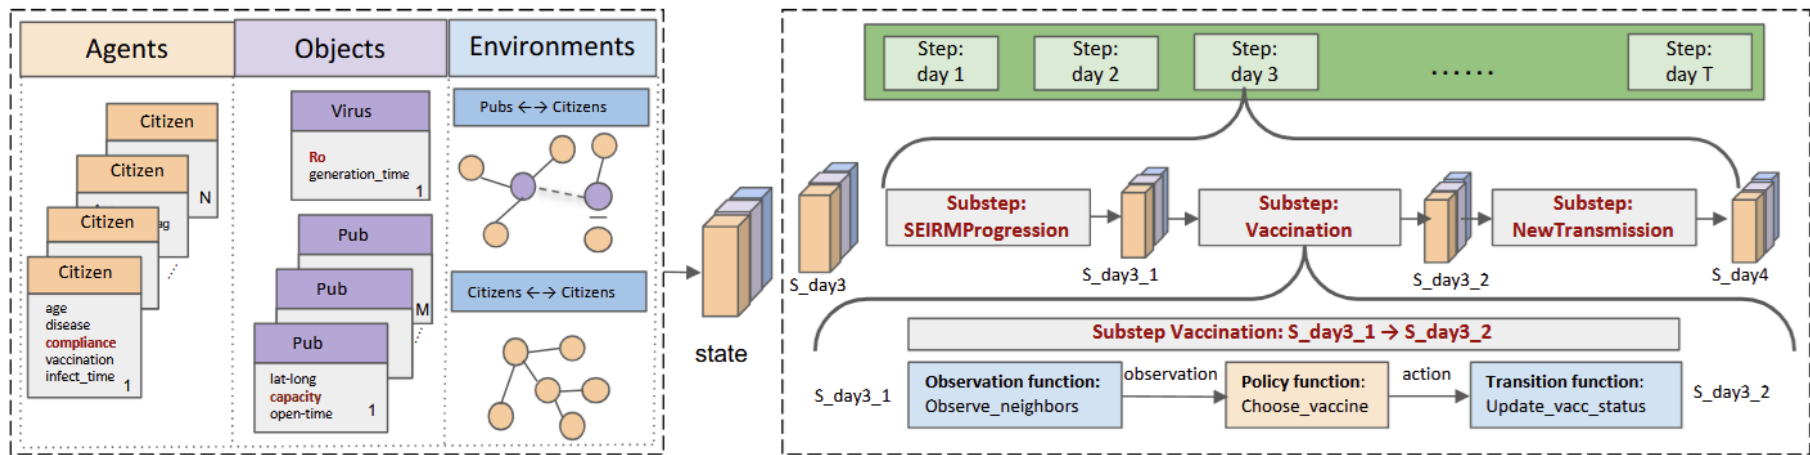 Agents
Objects
Environments
Citizen
N
Citizen
ag
Citizen
Citizen
age
disease
compliance
vaccination
infect_time
1
Virus
Ro
generation_time
1
Pub
M
Pub
Pub
lat-long
capacity
open-time
1
Pubs ←→ Citizens
Citizens ←→ Citizens
state
Step:
day 1
Step:
day 2
Step:
day 3
......
Step:
day T
S_day3
Substep:
SEIRMProgression
S_day3_1
Substep:
Vaccination
S_day3_2
Substep:
NewTransmission
S_day4
Substep Vaccination: S_day3_1 → S_day3_2
S_day3_1
Observation function:
Observe_neighbors
observation
Policy function:
Choose_vaccine
action
Transition function:
Update_vacc_status
S_day3_2